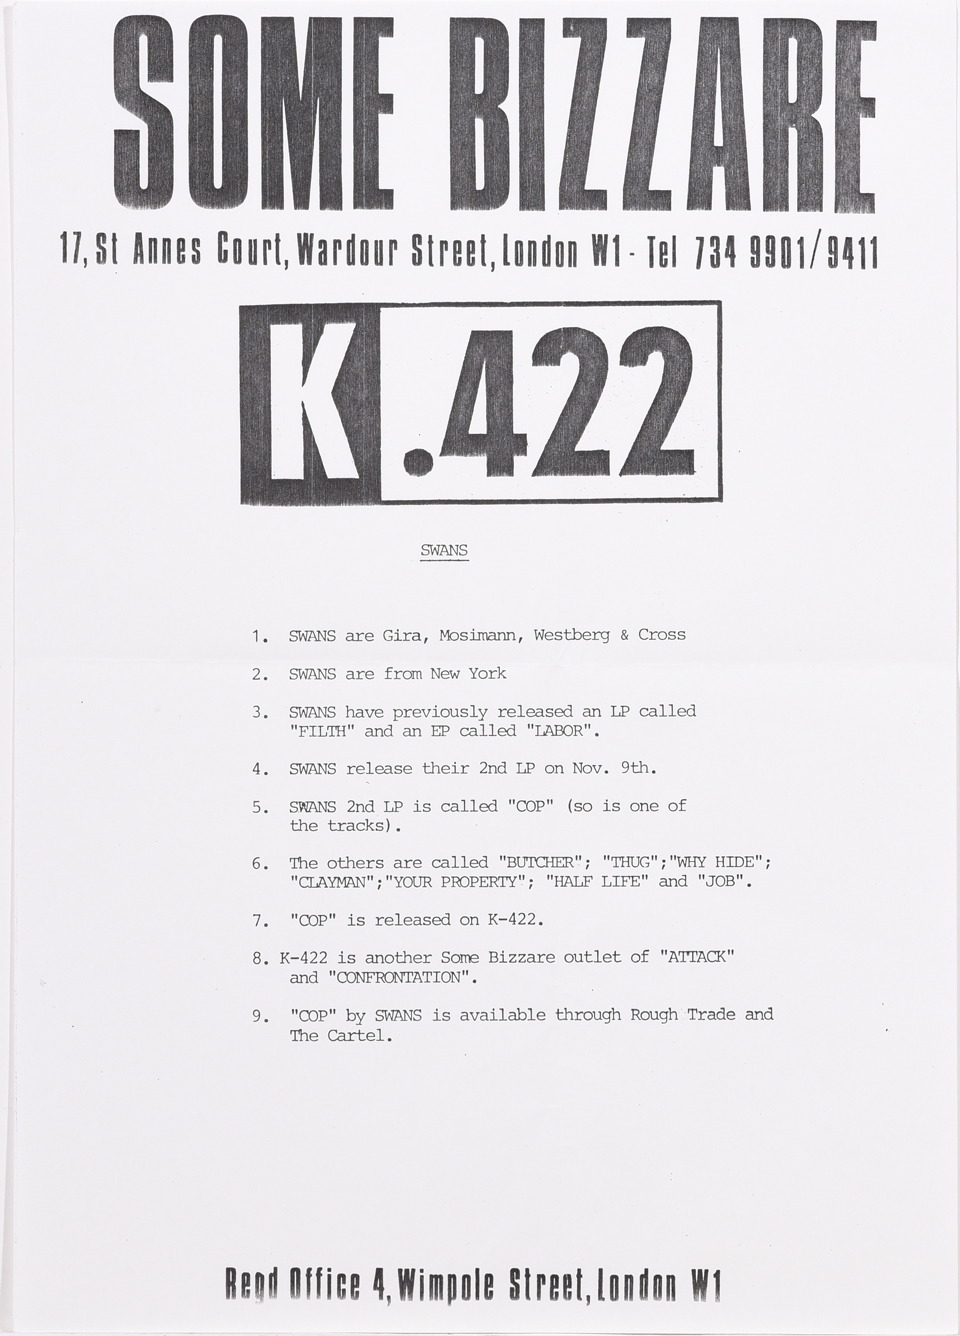 SOME BIZZARE
17, St Annes Court, Wardour Street, London W1 - Tel 734 9901/9411
K.422
SWANS
1. SWANS are Gira, Mosimann, Westberg & Cross
2. SWANS are from New York
3. SWANS have previously released an LP called
"FILTH" and an EP called "LABOR".
4. SWANS release their 2nd LP on Nov. 9th.
5. SWANS 2nd LP is called "COP" (so is one of
the tracks).
6. The others are called "BUTCHER"; "THUG";"WHY HIDE";
"CLAYMAN";"YOUR PROPERTY"; "HALF LIFE" and "JOB".
7. "COP" is released on K-422.
8. K-422 is another Some Bizzare outlet of "ATTACK"
and "CONFRONTATION".
9. "COP" by SWANS is available through Rough Trade and
The Cartel.
Regd Office 4, Wimpole Street, London W1